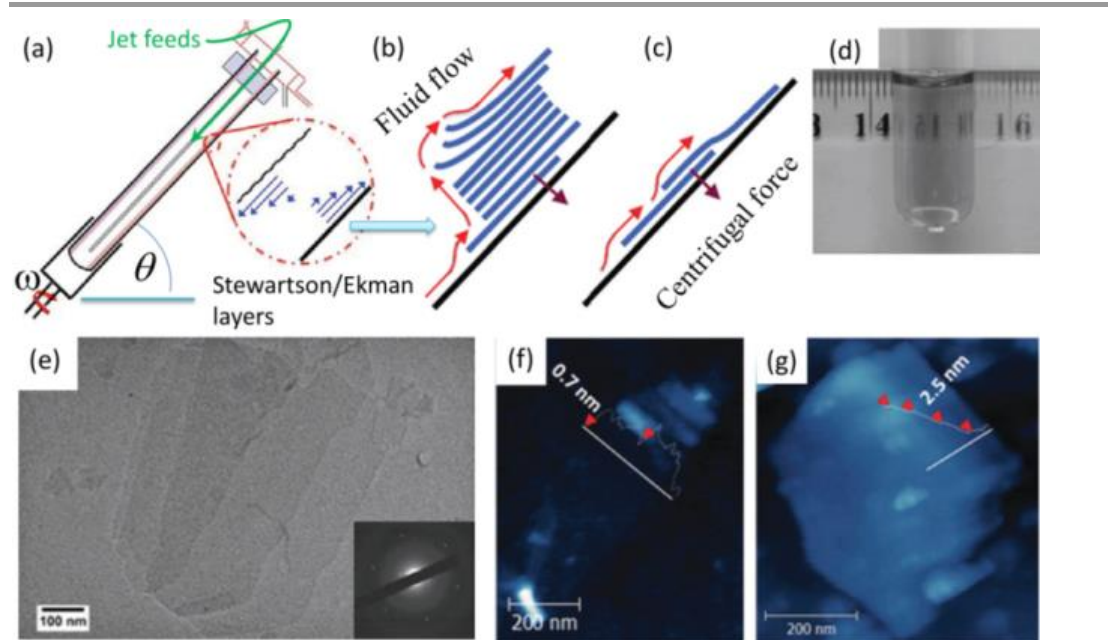 (a)
Jet feeds
ω
θ
Stewartson/Ekman
layers
(b)
Fluid flow
(c)
Centrifugal force
(d)
14
16
(e)
100 nm
(f)
0.7 nm
200 nm
(g)
2.5 nm
200 nm